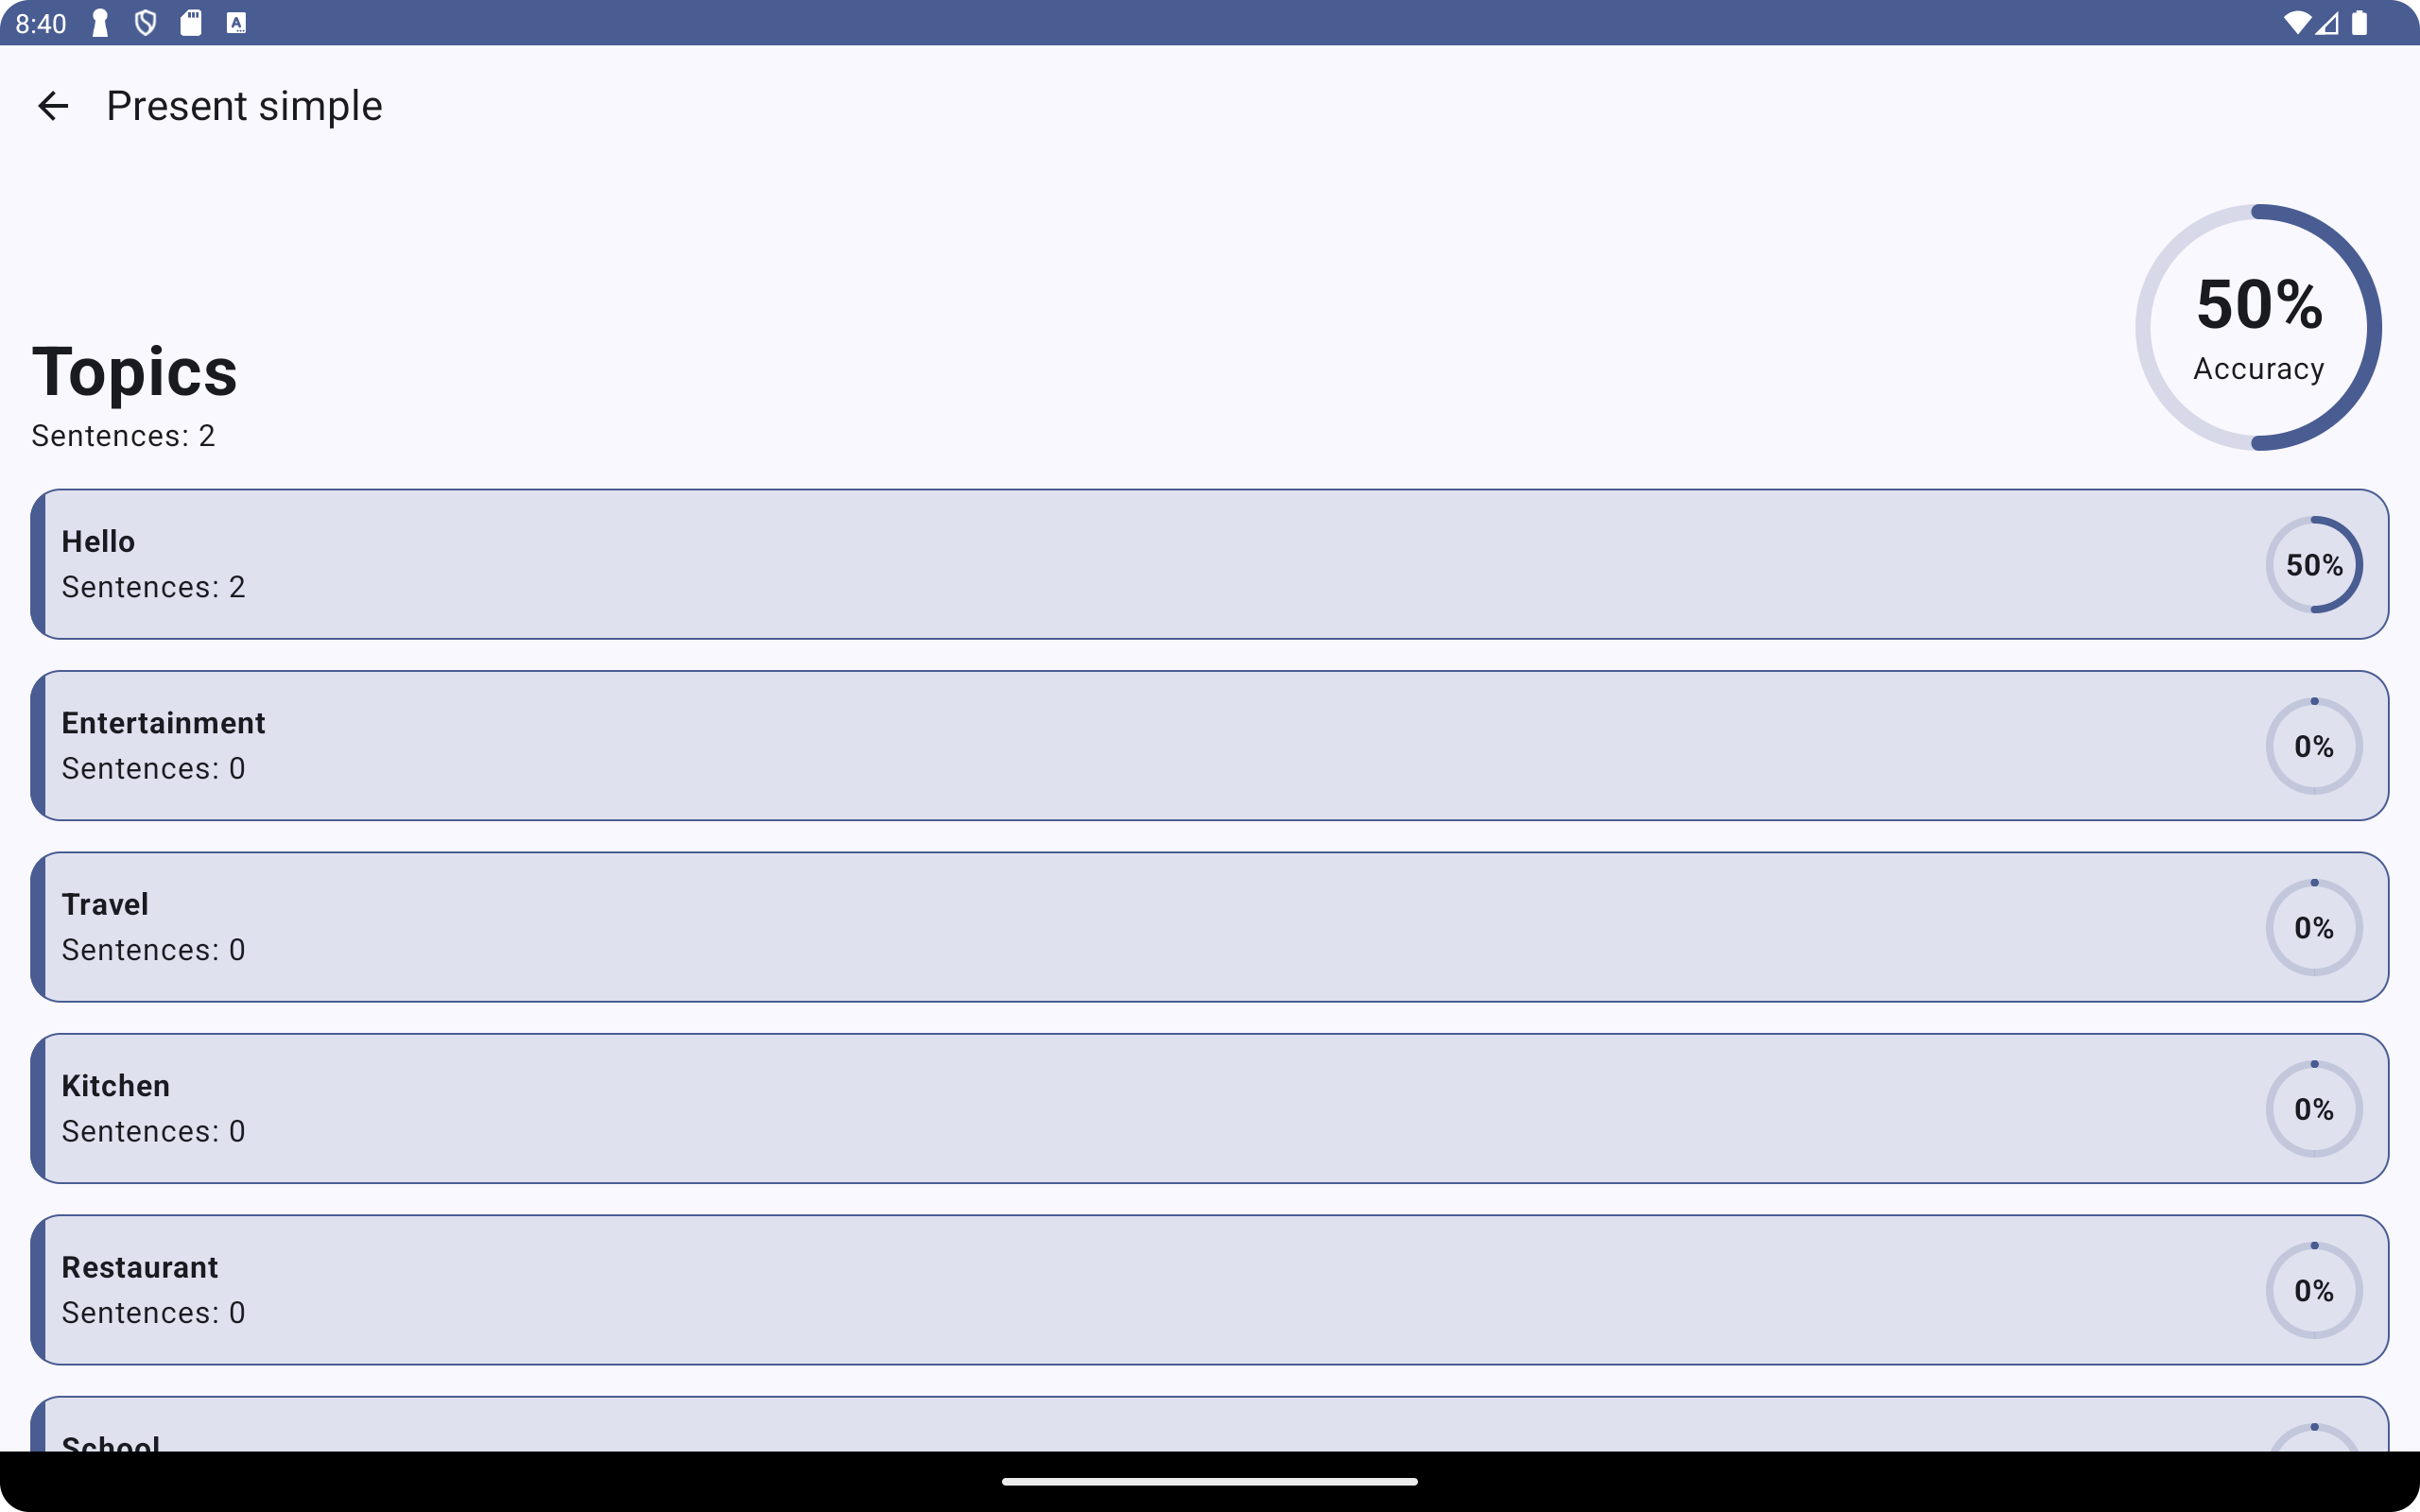 8:40
Present simple
50%
Accuracy
Topics
Sentences: 2
Hello
Sentences: 2
50%
Entertainment
Sentences: 0
0%
Travel
Sentences: 0
0%
Kitchen
Sentences: 0
0%
Restaurant
Sentences: 0
0%
School